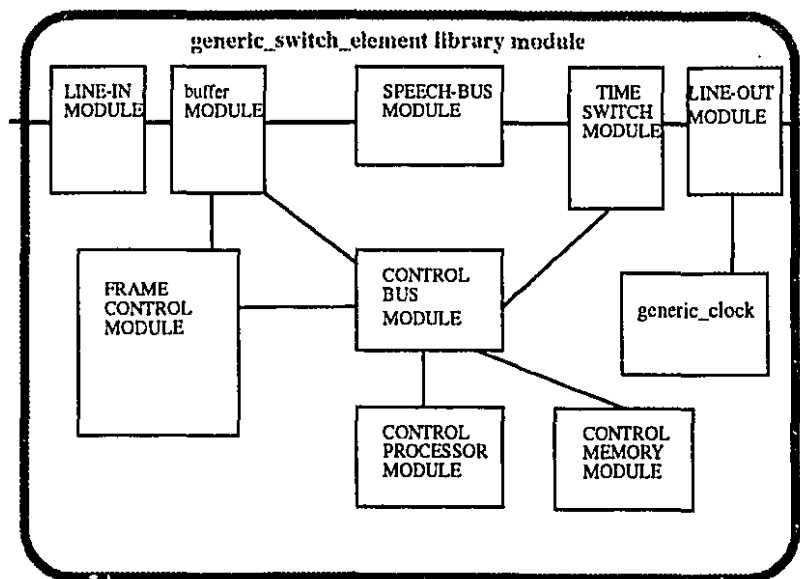 generic_switch_element library module
LINE-IN
MODULE
buffer
MODULE
SPEECH-BUS
MODULE
TIME
SWITCH
MODULE
LINE-OUT
MODULE
FRAME
CONTROL
MODULE
CONTROL
BUS
MODULE
generic_clock
CONTROL
PROCESSOR
MODULE
CONTROL
MEMORY
MODULE